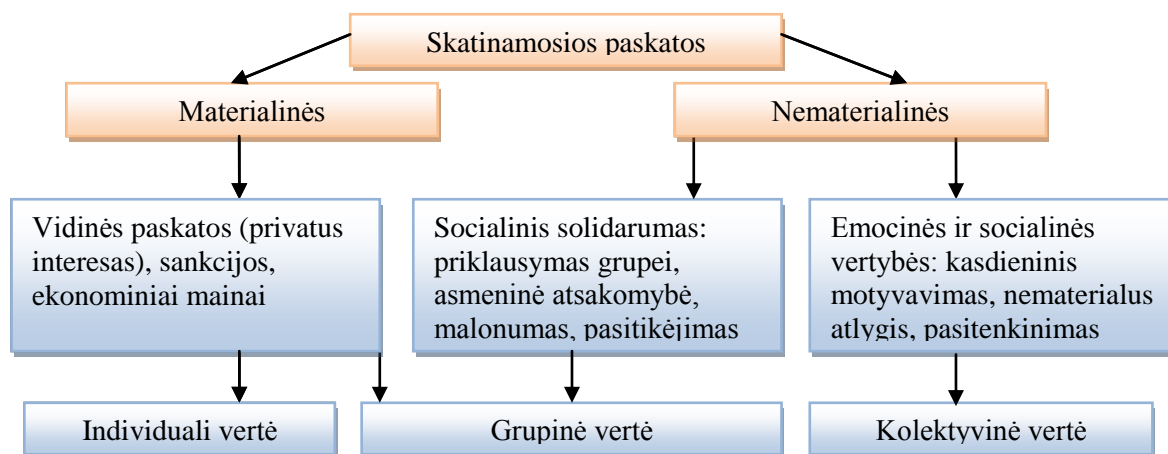 Skatinamosios paskatos
Materialinės
Nematerialinės
Vidinės paskatos (privatus
interesas), sankcijos,
ekonominiai mainai
Socialinis solidarumas:
priklausymas grupei,
asmeninė atsakomybė,
malonumas, pasitikėjimas
Emocinės ir socialinės
vertybės: kasdieninis
motyvavimas, nematerialus
atlygis, pasitenkinimas
Individuali vertė
Grupinė vertė
Kolektyvinė vertė